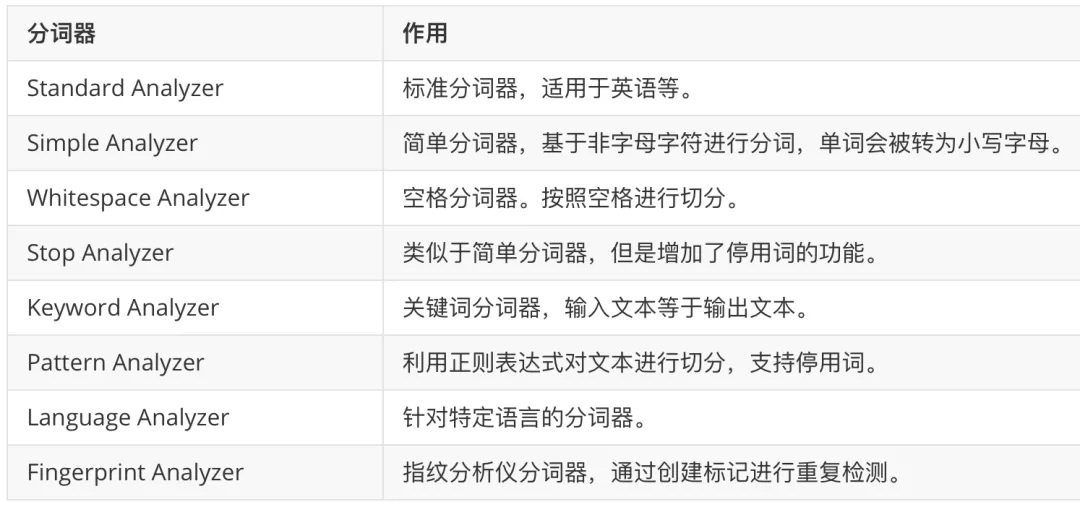 分词器 作用
Standard Analyzer 标准分词器，适用于英语等。
Simple Analyzer 简单分词器，基于非字母字符进行分词，单词会被转为小写字母。
Whitespace Analyzer 空格分词器。按照空格进行切分。
Stop Analyzer 类似于简单分词器，但是增加了停用词的功能。
Keyword Analyzer 关键词分词器，输入文本等于输出文本。
Pattern Analyzer 利用正则表达式对文本进行切分，支持停用词。
Language Analyzer 针对特定语言的分词器。
Fingerprint Analyzer 指纹分析仪分词器，通过创建标记进行重复检测。